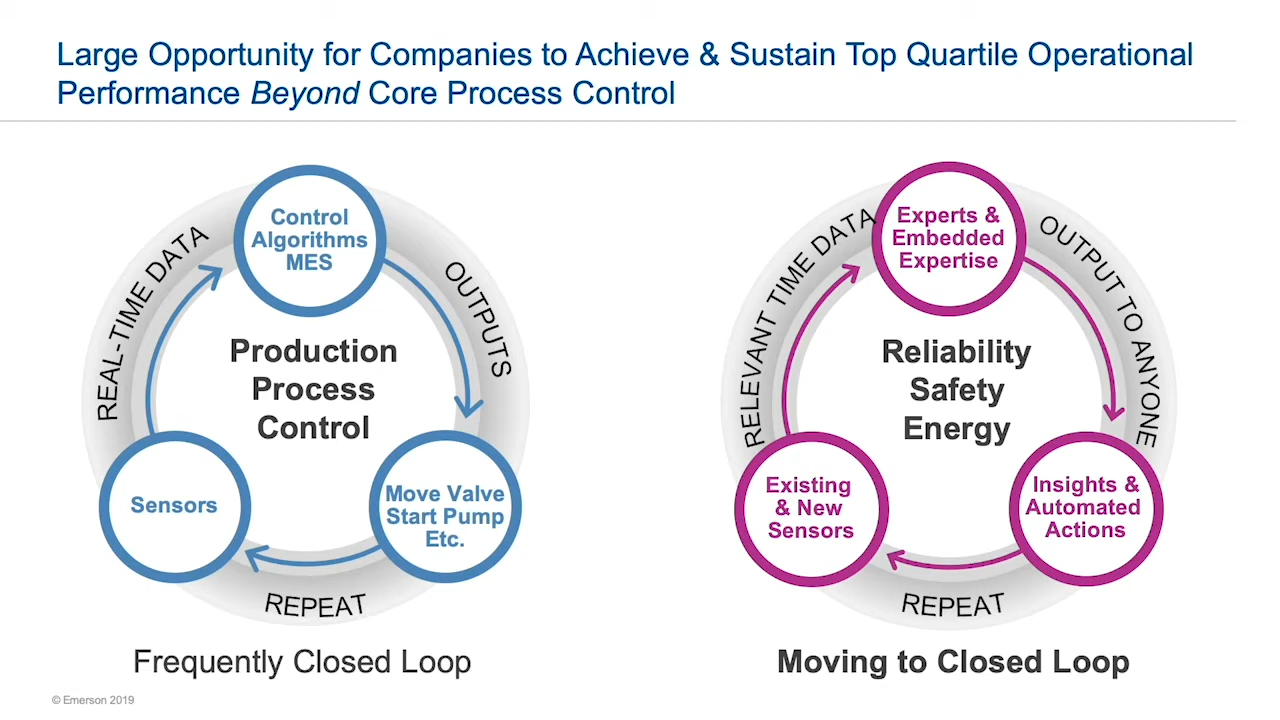 Large Opportunity for Companies to Achieve & Sustain Top Quartile Operational
Performance Beyond Core Process Control
Control
Algorithms
MES
REAL-TIME DATA
OUTPUTS
Production
Process
Control
Sensors
Move Valve
Start Pump
Etc.
REPEAT
Frequently Closed Loop
Experts &
Embedded
Expertise
RELEVANT TIME DATA
OUTPUT TO ANYONE
Reliability
Safety
Energy
Existing
& New
Sensors
Insights &
Automated
Actions
REPEAT
Moving to Closed Loop
© Emerson 2019